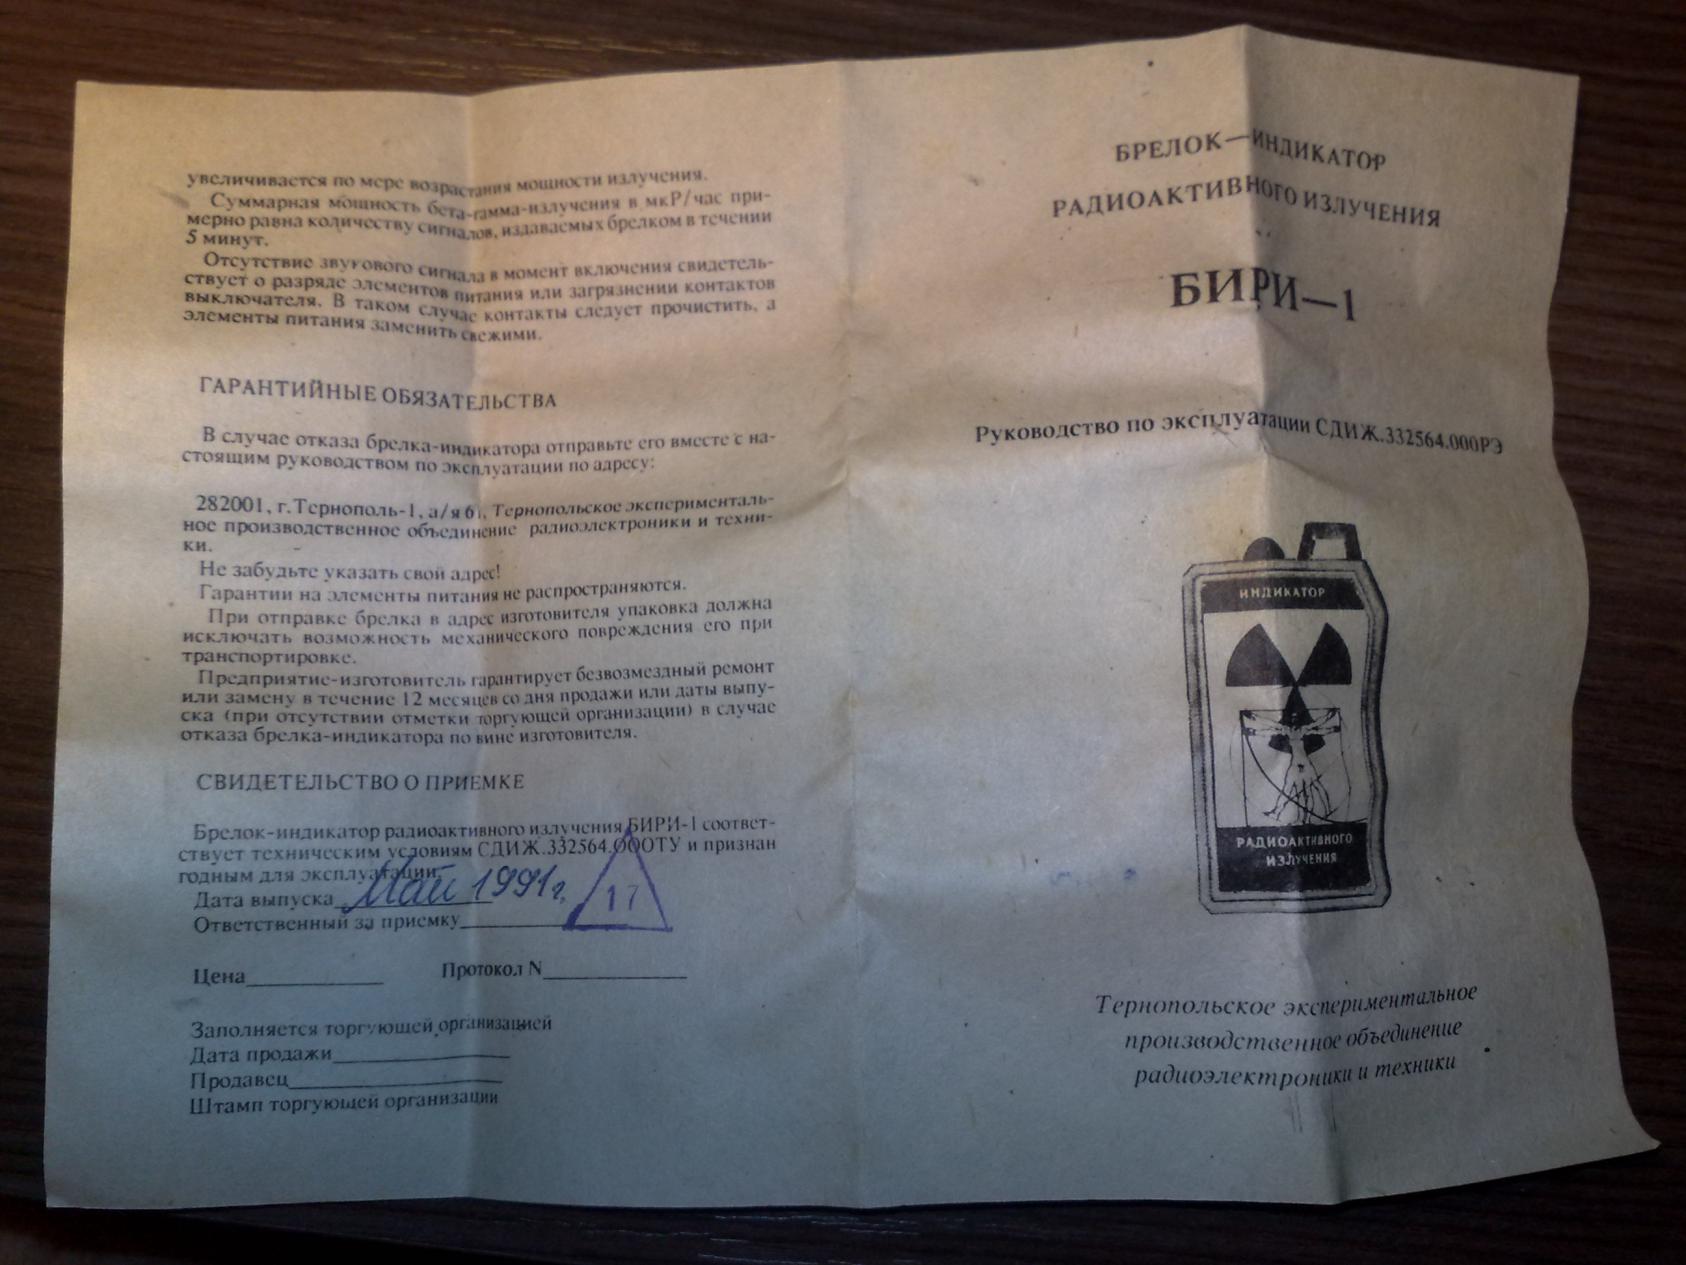 увеличивается по мере возрастания мощности излучения.
Суммарная мощность бета-гамма-излучения в мкР/час при-
мерно равна количеству сигналов, издаваемых брелком в течении
5 минут.
Отсутствие звукового сигнала в момент включения свидетель-
ствует о разряде элементов питания или загрязнении контактов
выключателя. В таком случае контакты следует прочистить, а
элементы питания заменить свежими.
ГАРАНТИЙНЫЕ ОБЯЗАТЕЛЬСТВА
В случае отказа брелка-индикатора отправьте его вместе с на-
стоящим руководством по эксплуатации по адресу:
282001, г.Тернополь-1, а/я 61, Тернопольское эксперименталь-
ное производственное объединение радиоэлектроники и техни-
ки.
Не забудьте указать свой адрес!
Гарантии на элементы питания не распространяются.
При отправке брелка в адрес изготовителя упаковка должна
исключать возможность механического повреждения его при
транспортировке.
Предприятие-изготовитель гарантирует безвозмездный ремонт
или замену в течение 12 месяцев со дня продажи или даты выпу-
ска (при отсутствии отметки торгующей организации) в случае
отказа брелка-индикатора по вине изготовителя.
СВИДЕТЕЛЬСТВО О ПРИЕМКЕ
Брелок-индикатор радиоактивного излучения БИРИ-1 соответ-
ствует техническим условиям СДИЖ.332564.000ТУ и признан
годным для эксплуатации.
Дата выпуска Май 1991г.
Ответственный за приемку 17
Цена Протокол N
Заполняется торгующей организацией
Дата продажи
Продавец
Штамп торгующей организации
БРЕЛОК—ИНДИКАТОР
РАДИОАКТИВНОГО ИЗЛУЧЕНИЯ
БИРИ—1
Руководство по эксплуатации СДИЖ.332564.000РЭ
ИНДИКАТОР
РАДИОАКТИВНОГО
ИЗЛУЧЕНИЯ
Тернопольское экспериментальное
производственное объединение
радиоэлектроники и техники